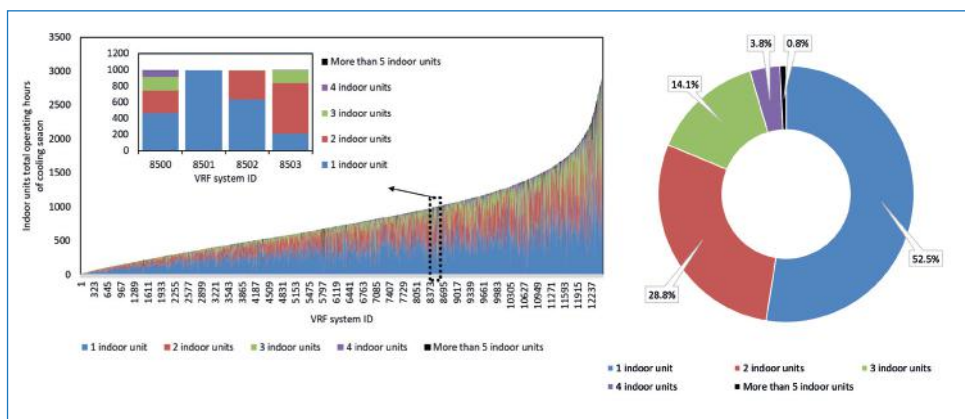 3500
3000
2500
2000
1500
1000
500
0
Indoor units total operating hours
of cooling seaon
1200
1000
800
600
400
200
0
8500 8501 8502 8503
VRF system ID
More than 5 indoor units
4 indoor units
3 indoor units
2 indoor units
1 indoor unit
1 323 645 967 1289 1611 1933 2255 2577 2899 3221 3543 3865 4187 4509 4831 5153 5475 5797 6119 6441 6763 7085 7407 7729 8051 8373 8695 9017 9339 9661 9983 10305 10627 10949 11271 11593 11915 12237
VRF system ID
1 indoor unit 2 indoor units 3 indoor units 4 indoor units More than 5 indoor units
3.8% 0.8%
14.1%
52.5%
28.8%
1 indoor unit 2 indoor units 3 indoor units
4 indoor units More than 5 indoor units